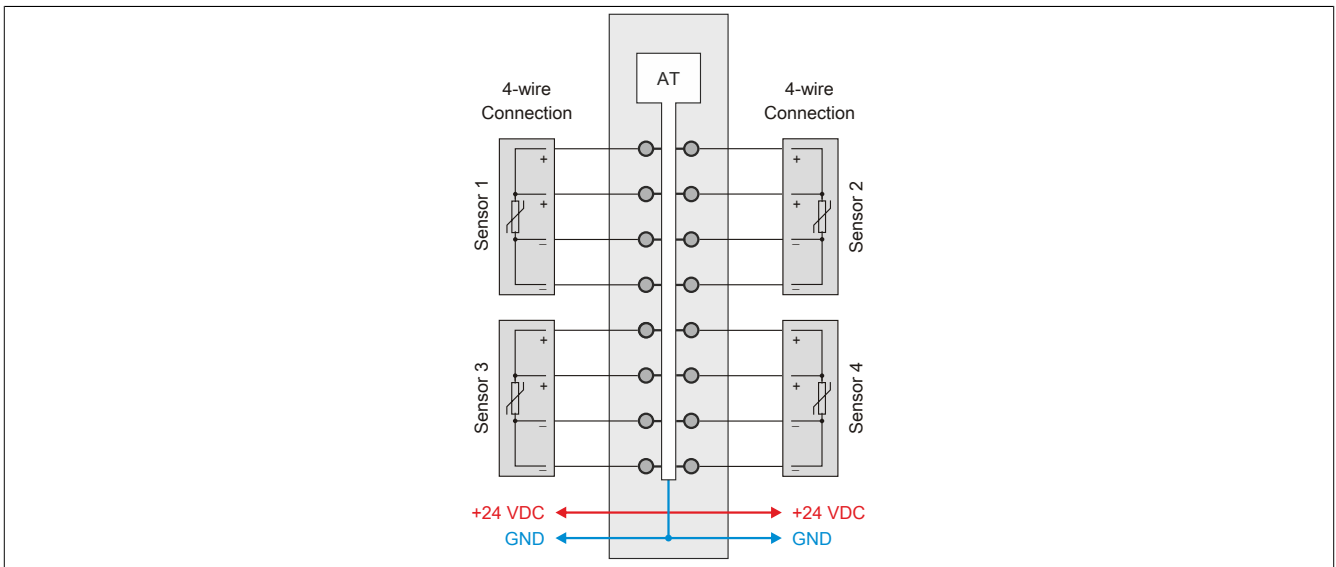 AT
4-wire
Connection
4-wire
Connection
Sensor 1
+
+
–
–
Sensor 2
+
+
–
–
Sensor 3
+
+
–
–
Sensor 4
+
+
–
–
+24 VDC
+24 VDC
GND
GND